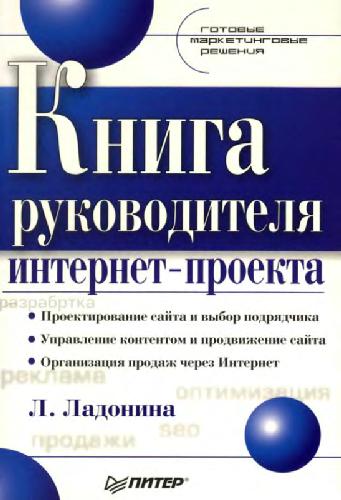 готовые
маркетинговые
решения
Книга
руководителя
интернет-проекта
разрабртка
• Проектирование сайта и выбор подрядчика
• Управление контентом и продвижение сайта
• Организация продаж через Интернет
реклама
оптимизация
Л. Ладонина
seo
продажи
ПИТЕР®